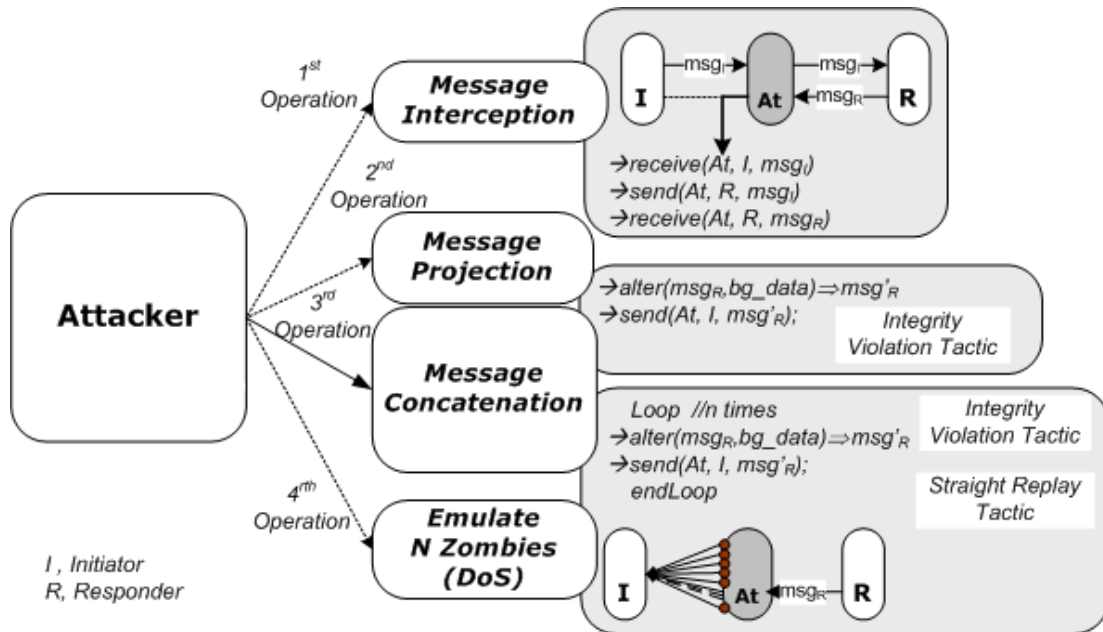 1st
Operation
Message
Interception
I
msgI
At
msgI
msgR
R
→receive(At, I, msgI)
→send(At, R, msgI)
→receive(At, R, msgR)
2nd
Operation
Message
Projection
Attacker
3rd
Operation
→alter(msgR,bg_data)⇒msg'R
→send(At, I, msg'R);
Integrity
Violation Tactic
Message
Concatenation
Loop //n times
→alter(msgR,bg_data)⇒msg'R
→send(At, I, msg'R);
endLoop
Integrity
Violation Tactic
Straight Replay
Tactic
4rth
Operation
Emulate
N Zombies
(DoS)
I
At
msgR
R
I , Initiator
R, Responder